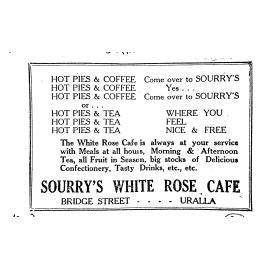 HOT PIES & COFFEE Come over to SOURRY'S
HOT PIES & COFFEE Yes . . .
HOT PIES & COFFEE Come over to SOURRY'S
or . . .
HOT PIES & TEA WHERE YOU
HOT PIES & TEA FEEL
HOT PIES & TEA NICE & FREE
The White Rose Cafe is always at your service
with Meals at all hous, Morning & Afternoon
Tea, all Fruit in Season, big stocks of Delicious
Confectionery, Tasty Drinks, etc., etc.
SOURRY'S WHITE ROSE CAFE
BRIDGE STREET - - - - URALLA